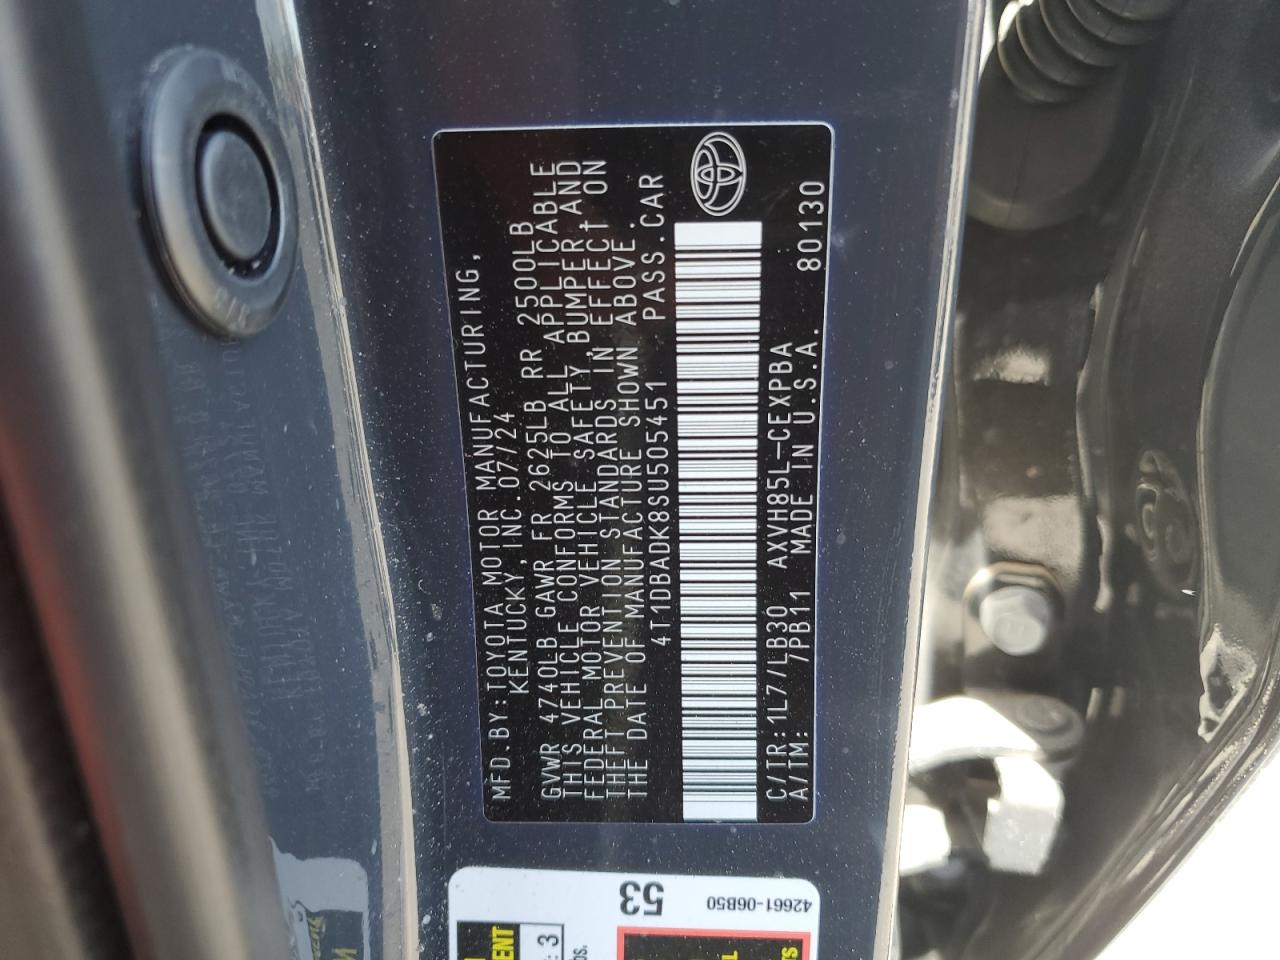 MFD.BY:TOYOTA MOTOR MANUFACTURING,
KENTUCKY,INC.07/24
GVWR 4740LB GAWR FR 2625LB RR 2500LB
THIS VEHICLE CONFORMS TO ALL APPLICABLE
FEDERAL MOTOR VEHICLE SAFETY,BUMPER,AND
THEFT PREVENTION STANDARDS IN EFFECT ON
THE DATE OF MANUFACTURE SHOWN ABOVE.
4T1DBADK8SU505451 PASS.CAR
C/TR:1L7/LB30 AXVH85L-CEXPBA
A/TM: 7PB11 MADE IN U.S.A. 80130
53
42661-06B50
ENT
: 3